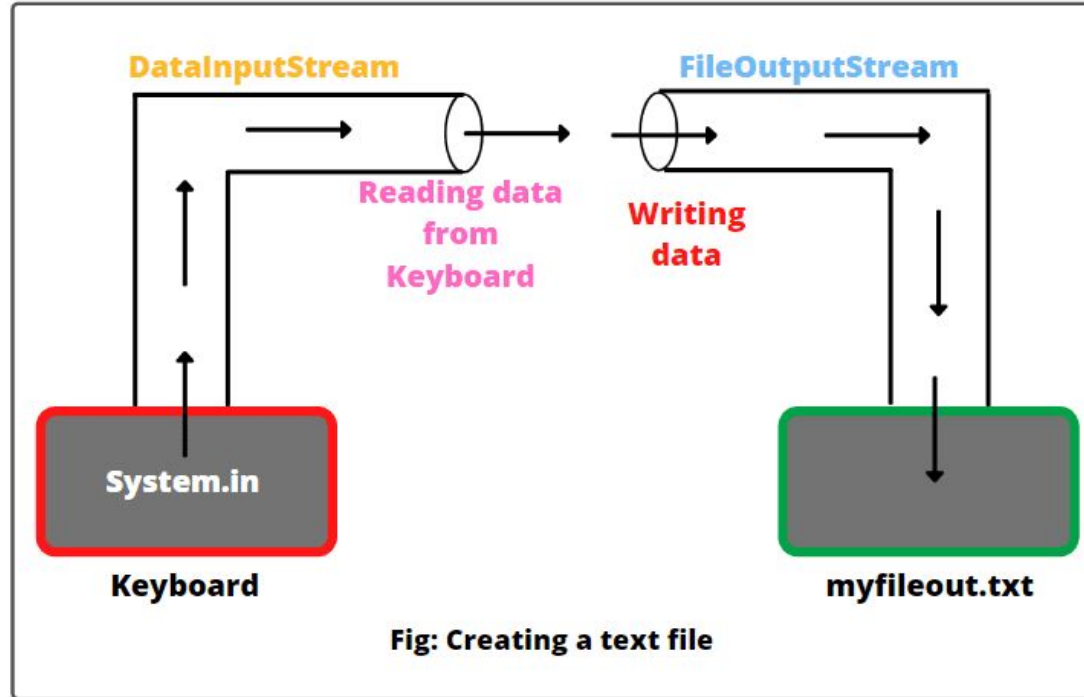 DataInputStream
FileOutputStream
Reading data
from
Keyboard
Writing
data
System.in
Keyboard
myfileout.txt
Fig: Creating a text file